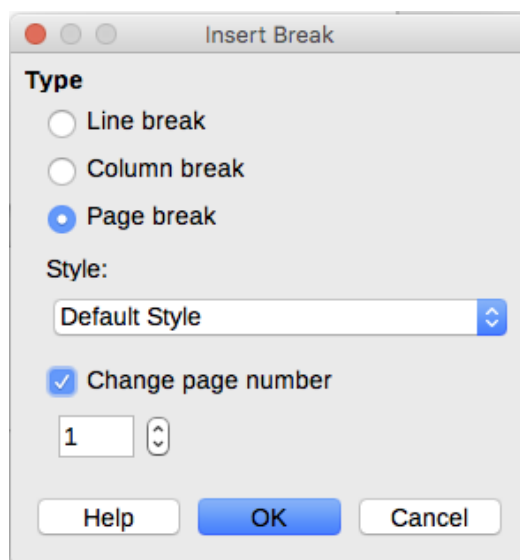 Insert Break
Type
Line break
Column break
Page break
Style:
Default Style
Change page number
1
Help OK Cancel